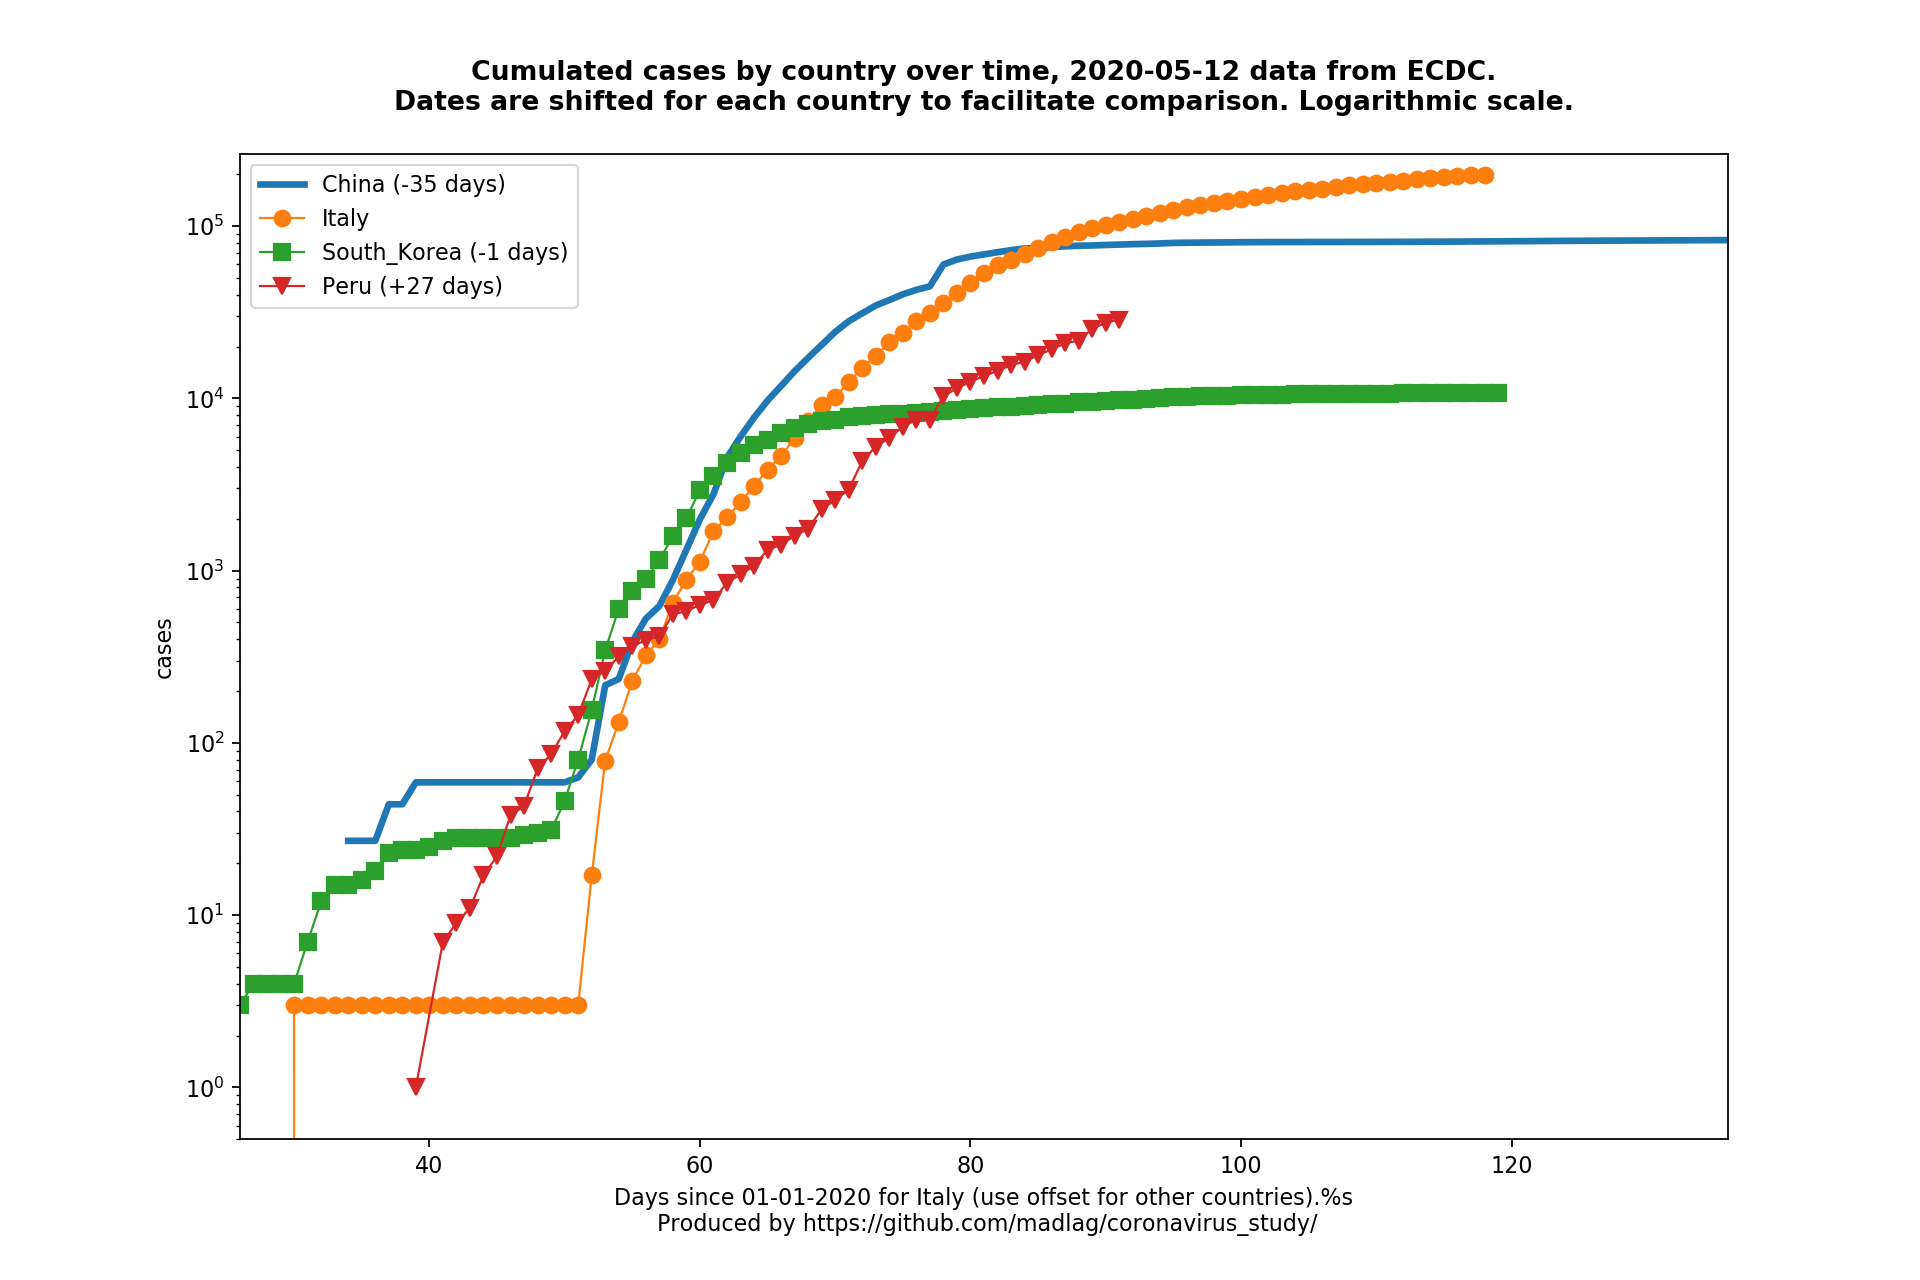 Cumulated cases by country over time, 2020-05-12 data from ECDC.
Dates are shifted for each country to facilitate comparison. Logarithmic scale.
China (-35 days)
Italy
South_Korea (-1 days)
Peru (+27 days)
10^5
10^4
10^3
10^2
10^1
10^0
cases
40 60 80 100 120
Days since 01-01-2020 for Italy (use offset for other countries).%s
Produced by https://github.com/madlag/coronavirus_study/